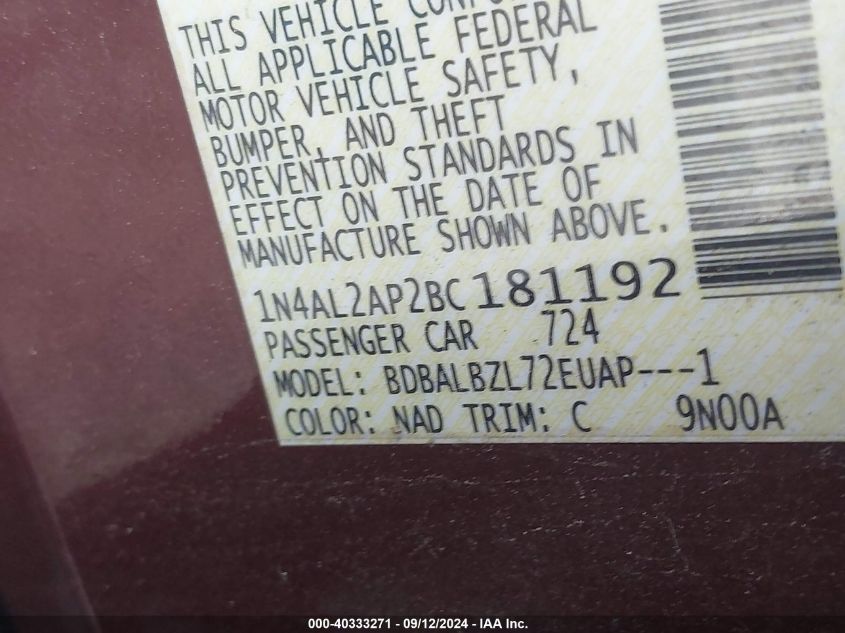 THIS VEHICLE
ALL APPLICABLE FEDERAL
MOTOR VEHICLE SAFETY,
BUMPER, AND THEFT
PREVENTION STANDARDS IN
EFFECT ON THE DATE OF
MANUFACTURE SHOWN ABOVE.
1N4AL2AP2BC181192
PASSENGER CAR 724
MODEL: BDBALBZL72EUAP---1
COLOR: NAD TRIM: C 9N00A
000-40333271 - 09/12/2024 - IAA Inc.